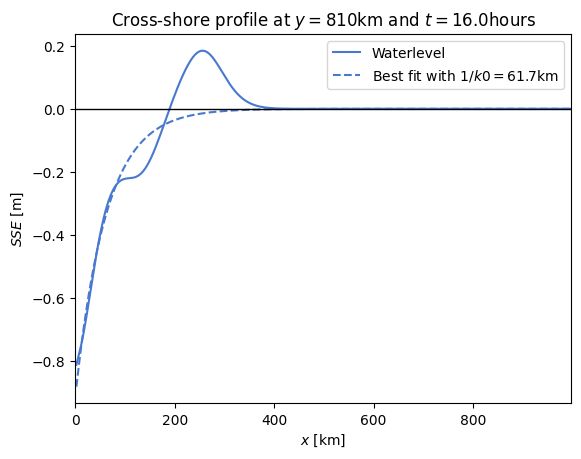 Cross-shore profile at y = 810km and t = 16.0hours
Waterlevel
Best fit with 1/k0 = 61.7km
0.2
0.0
−0.2
−0.4
−0.6
−0.8
SSE [m]
0 200 400 600 800
x [km]